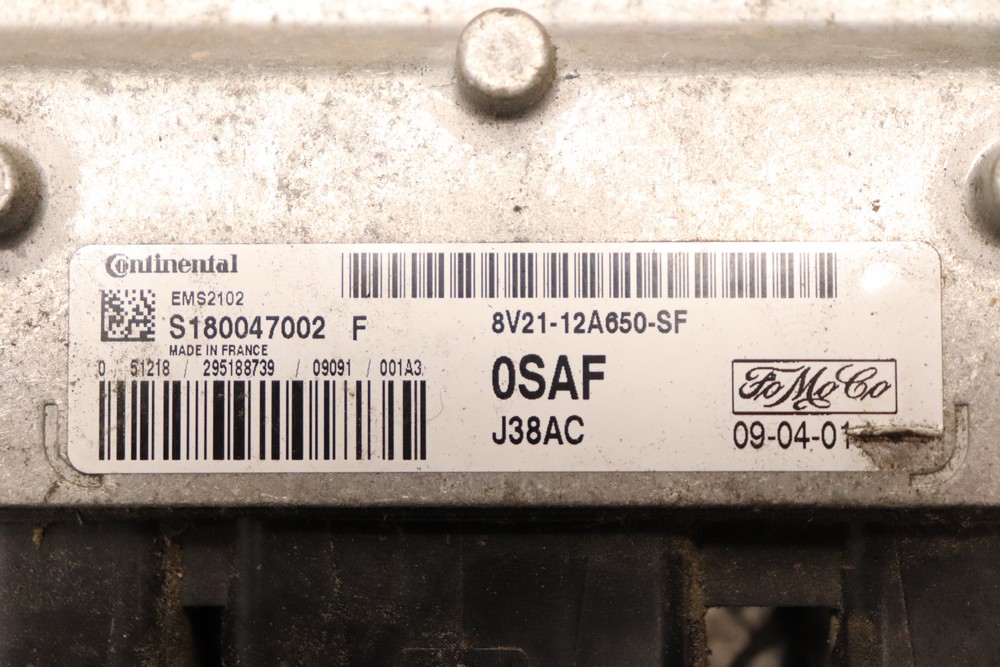 Continental
EMS2102
S180047002 F
MADE IN FRANCE
0 / 51218 / 295188739 / 09091 / 001A3
8V21-12A650-SF
0SAF
J38AC
FoMoCo
09-04-01